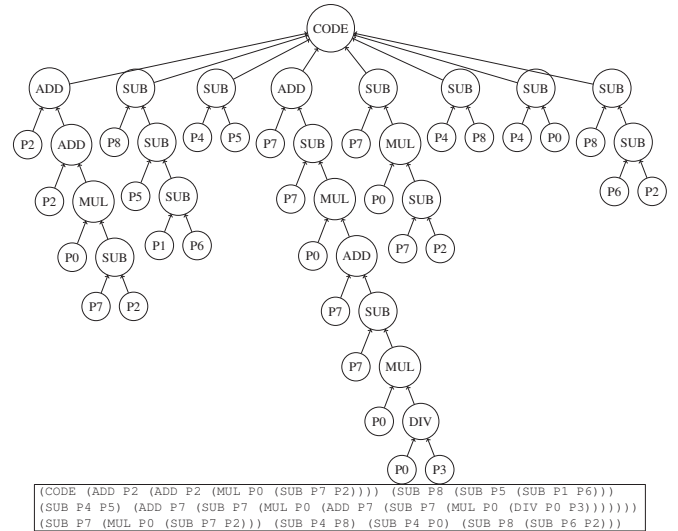 CODE
ADD SUB SUB ADD SUB SUB SUB SUB
P2 ADD P8 SUB P4 P5 P7 SUB P7 MUL P4 P8 P4 P0 P8 SUB
P2 MUL P5 SUB P7 MUL P0 SUB P6 P2
P0 SUB P1 P6 P0 ADD P7 P2
P7 P2 P7 SUB
P7 MUL
P0 DIV
P0 P3
(CODE (ADD P2 (ADD P2 (MUL P0 (SUB P7 P2)))) (SUB P8 (SUB P5 (SUB P1 P6)))
(SUB P4 P5) (ADD P7 (SUB P7 (MUL P0 (ADD P7 (SUB P7 (MUL P0 (DIV P0 P3)))))))
(SUB P7 (MUL P0 (SUB P7 P2))) (SUB P4 P8) (SUB P4 P0) (SUB P8 (SUB P6 P2)))